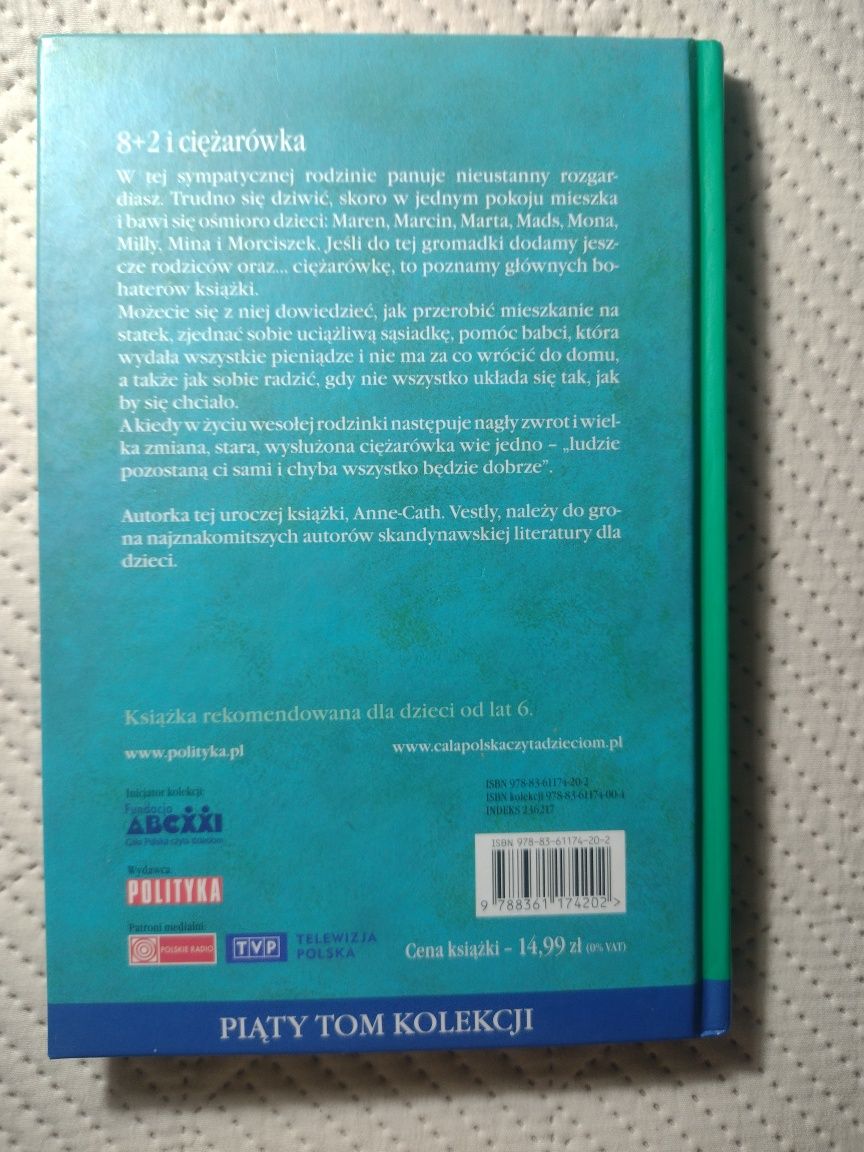 8+2 i ciężarówka
W tej sympatycznej rodzinie panuje nieustanny rozgar-
diasz. Trudno się dziwić, skoro w jednym pokoju mieszka
i bawi się ośmioro dzieci: Maren, Marcin, Marta, Mads, Mona,
Milly, Mina i Morciszek. Jeśli do tej gromadki dodamy jesz-
cze rodziców oraz... ciężarówkę, to poznamy głównych bo-
haterów książki.
Możecie się z niej dowiedzieć, jak przerobić mieszkanie na
statek, zjednać sobie uciążliwą sąsiadkę, pomóc babci, która
wydała wszystkie pieniądze i nie ma za co wrócić do domu,
a także jak sobie radzić, gdy nie wszystko układa się tak, jak
by się chciało.
A kiedy w życiu wesołej rodzinki następuje nagły zwrot i wiel-
ka zmiana, stara, wysłużona ciężarówka wie jedno – „ludzie
pozostaną ci sami i chyba wszystko będzie dobrze”.
Autorka tej uroczej książki, Anne-Cath. Vestly, należy do gro-
na najznakomitszych autorów skandynawskiej literatury dla
dzieci.
Książka rekomendowana dla dzieci od lat 6.
www.polityka.pl
www.calapolskaczytadzieciom.pl
Inicjator kolekcji:
Fundacja
ABCXXI
Cała Polska czyta dzieciom
Wydawca:
POLITYKA
Patroni medialni:
POLSKIE RADIO
TVP
TELEWIZJA
POLSKA
ISBN 978-83-61174-20-2
ISBN kolekcji 978-83-61174-00-4
INDEKS 236217
ISBN 978-83-61174-20-2
9 788361 174202 >
Cena książki – 14,99 zł (0% VAT)
PIĄTY TOM KOLEKCJI